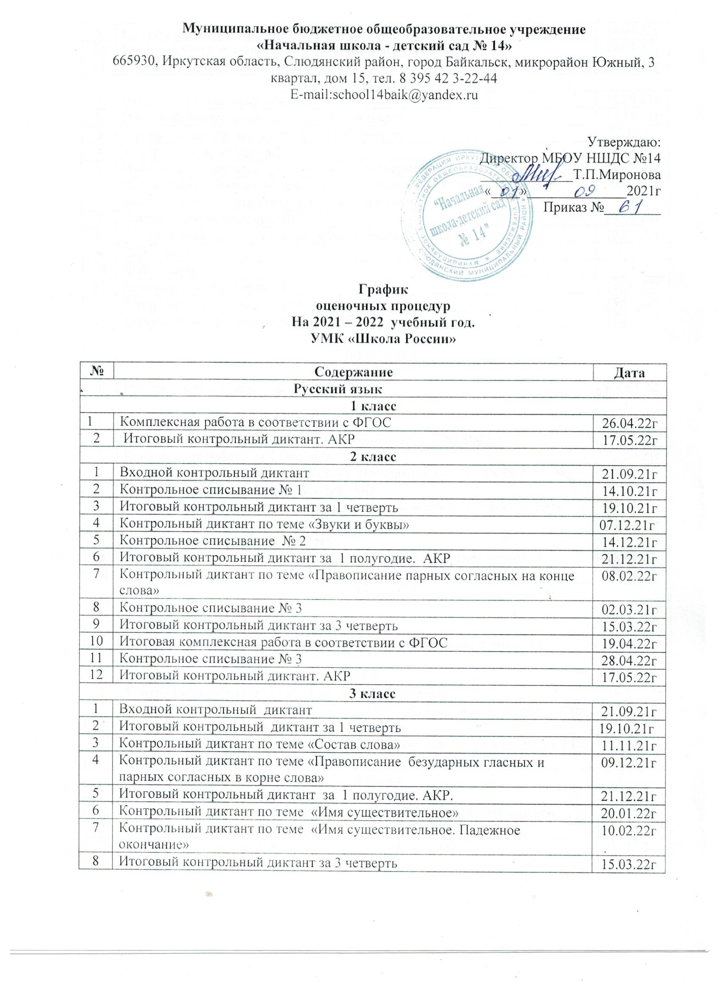 Муниципальное бюджетное общеобразовательное учреждение
«Начальная школа - детский сад № 14»
665930, Иркутская область, Слюдянский район, город Байкальск, микрорайон Южный, 3
квартал, дом 15, тел. 8 395 42 3-22-44
E-mail:school14baik@yandex.ru
Утверждаю:
Директор МБОУ НШДС №14
Т.П.Миронова
« 01 » 09 2021г
Приказ № 61
"Начальная
школа-детский сад
№ 14"
СЛЮДЯНСКИЙ МУНИЦИПАЛЬНЫЙ РАЙОН
График
оценочных процедур
На 2021 – 2022 учебный год.
УМК «Школа России»
№ Содержание Дата
Русский язык
1 класс
1 Комплексная работа в соответствии с ФГОС 26.04.22г
2 Итоговый контрольный диктант. АКР 17.05.22г
2 класс
1 Входной контрольный диктант 21.09.21г
2 Контрольное списывание № 1 14.10.21г
3 Итоговый контрольный диктант за 1 четверть 19.10.21г
4 Контрольный диктант по теме «Звуки и буквы» 07.12.21г
5 Контрольное списывание № 2 14.12.21г
6 Итоговый контрольный диктант за 1 полугодие. АКР 21.12.21г
7 Контрольный диктант по теме «Правописание парных согласных на конце 08.02.22г
слова»
8 Контрольное списывание № 3 02.03.21г
9 Итоговый контрольный диктант за 3 четверть 15.03.22г
10 Итоговая комплексная работа в соответствии с ФГОС 19.04.22г
11 Контрольное списывание № 3 28.04.22г
12 Итоговый контрольный диктант. АКР 17.05.22г
3 класс
1 Входной контрольный диктант 21.09.21г
2 Итоговый контрольный диктант за 1 четверть 19.10.21г
3 Контрольный диктант по теме «Состав слова» 11.11.21г
4 Контрольный диктант по теме «Правописание безударных гласных и 09.12.21г
парных согласных в корне слова»
5 Итоговый контрольный диктант за 1 полугодие. АКР. 21.12.21г
6 Контрольный диктант по теме «Имя существительное» 20.01.22г
7 Контрольный диктант по теме «Имя существительное. Падежное 10.02.22г
окончание»
8 Итоговый контрольный диктант за 3 четверть 15.03.22г